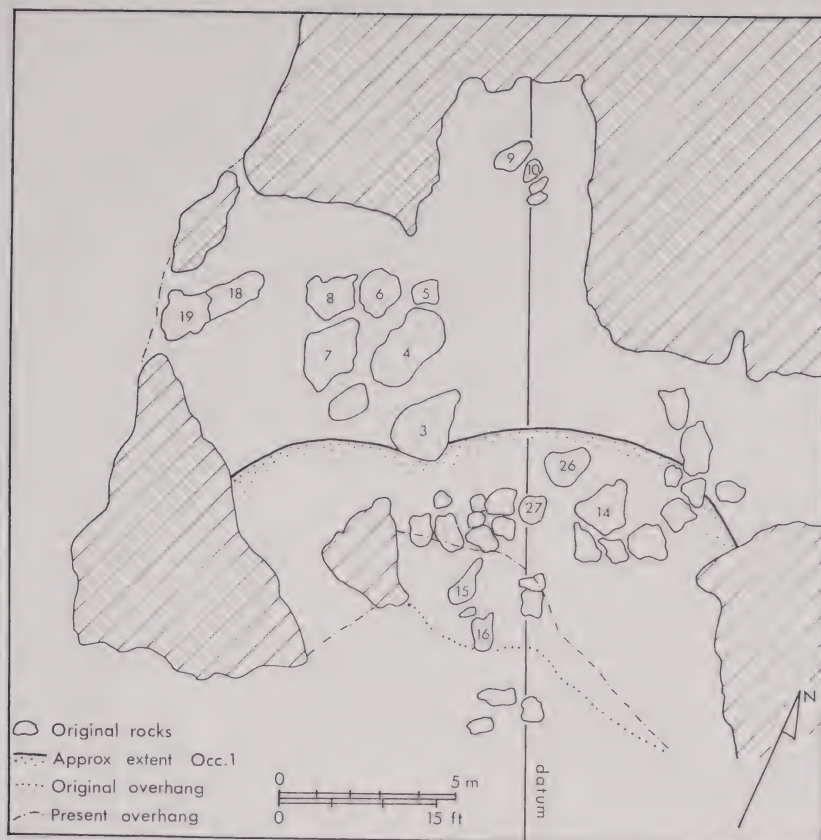 9
10
18
19
8
6
5
7
4
3
26
27
14
15
16
N
Original rocks
Approx extent Occ.1
Original overhang
Present overhang
0 5 m
0 15 ft
datum